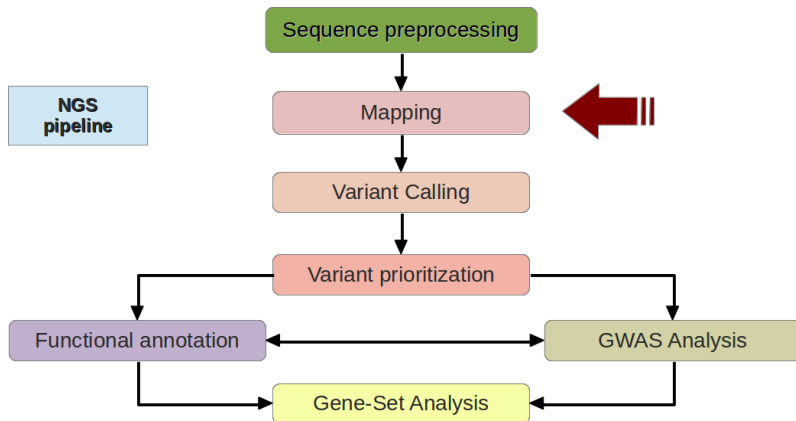 Sequence preprocessing
NGS
pipeline
Mapping
Variant Calling
Variant prioritization
Functional annotation
GWAS Analysis
Gene-Set Analysis